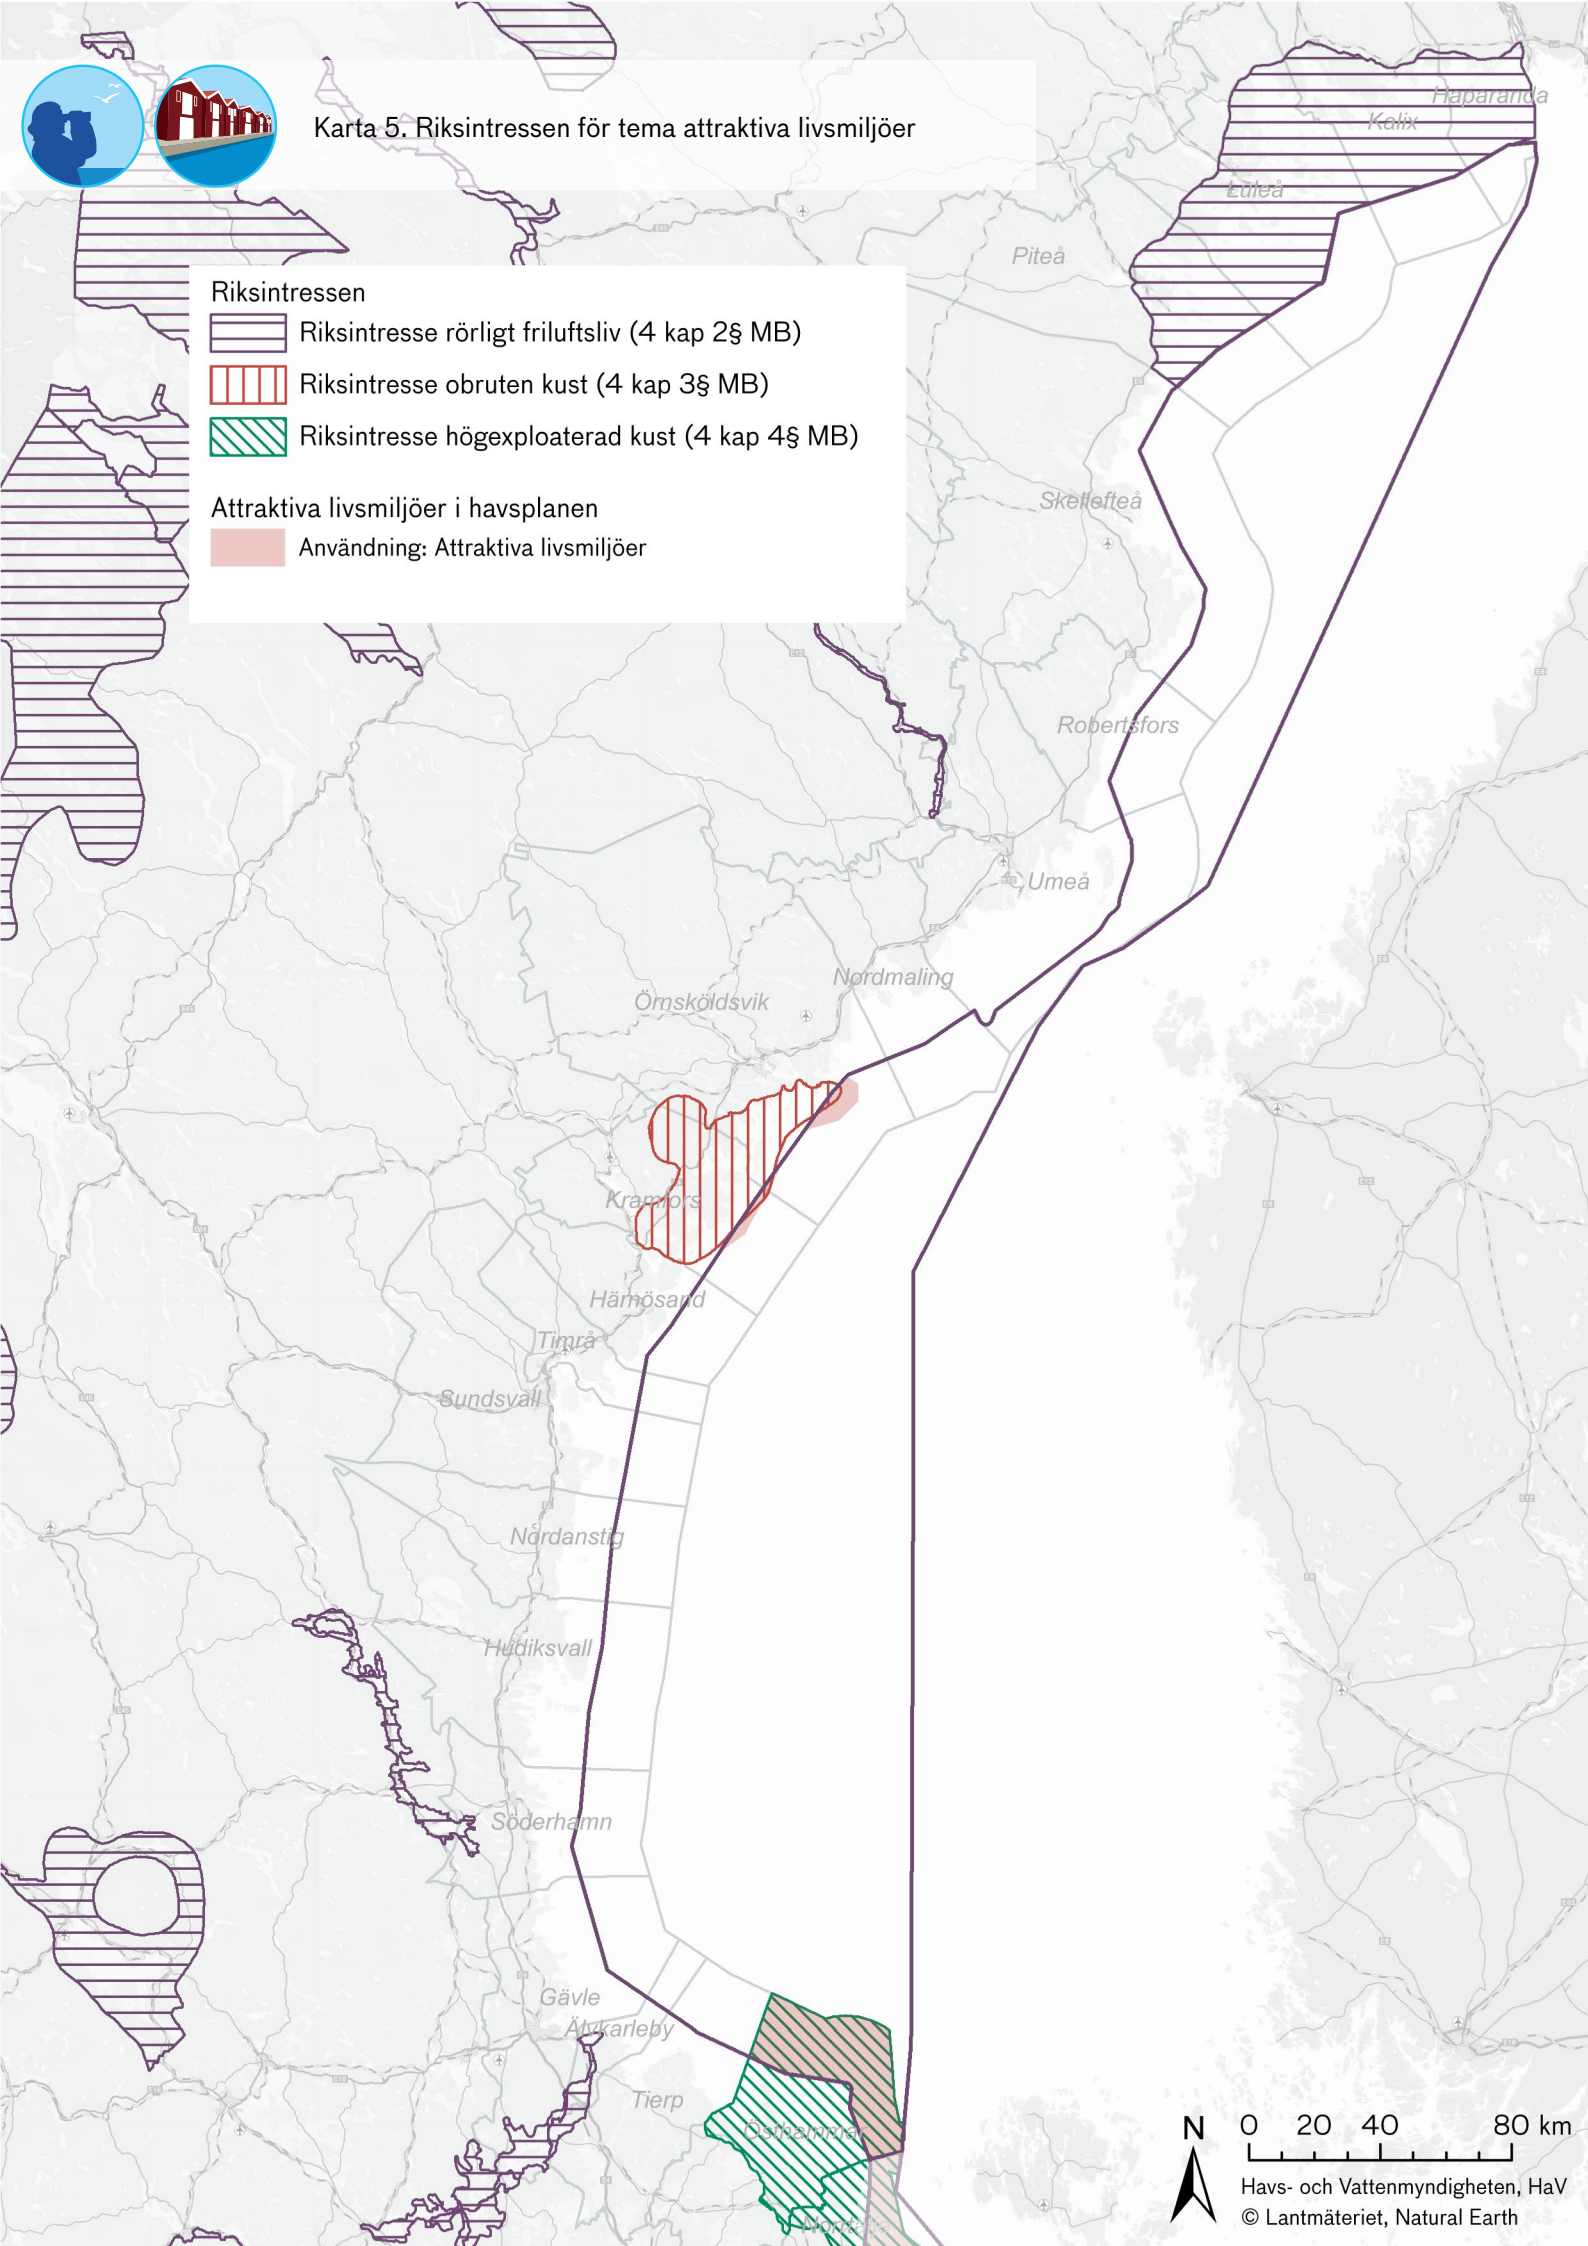 Karta 5. Riksintressen för tema attraktiva livsmiljöer
Haparanda
Kalix
Luleå
Piteå
Riksintressen
Riksintresse rörligt friluftsliv (4 kap 2§ MB)
Riksintresse obruten kust (4 kap 3§ MB)
Riksintresse högexploaterad kust (4 kap 4§ MB)
Attraktiva livsmiljöer i havsplanen
Användning: Attraktiva livsmiljöer
Skellefteå
Robertsfors
Umeå
Nordmaling
Örnsköldsvik
Kramfors
Härnösand
Timrå
Sundsvall
Nordanstig
Hudiksvall
Söderhamn
Gävle
Älvkarleby
Tierp
Östhammar
Norrtälje
N
0 20 40 80 km
Havs- och Vattenmyndigheten, HaV
© Lantmäteriet, Natural Earth